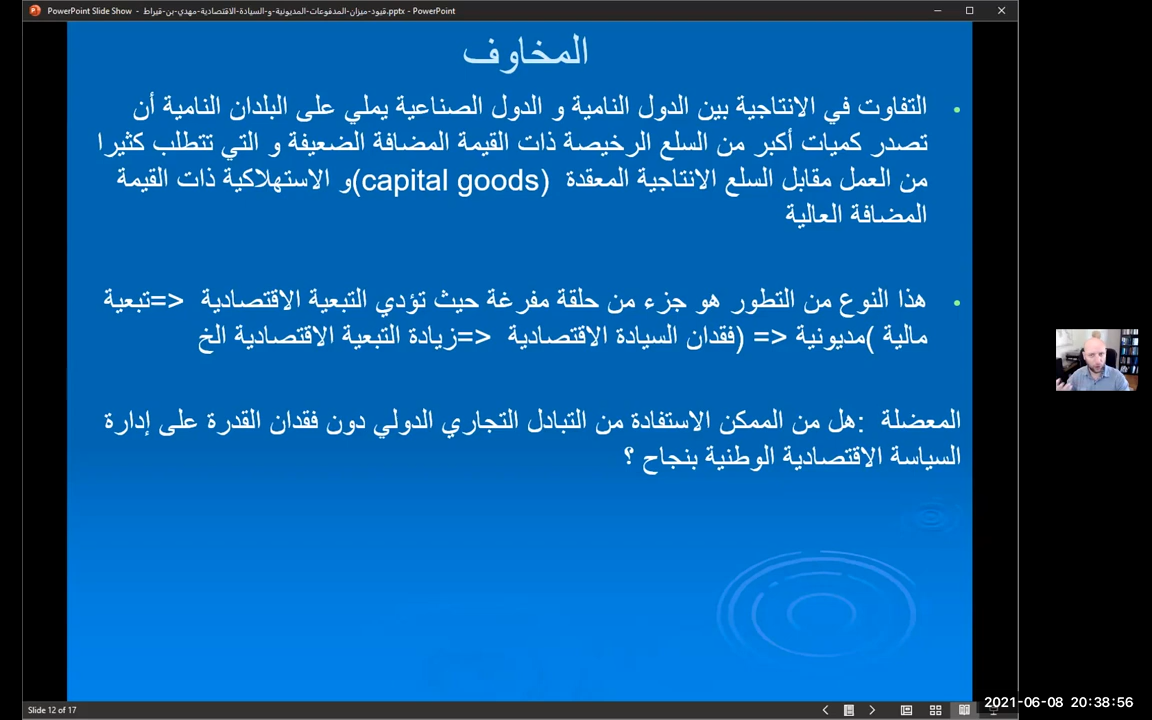 PowerPoint Slide Show - قيود-ميزان-المدفوعات-المديونية-و-السيادة-الاقتصادية-مهدي-بن-قيراط.pptx - PowerPoint
المخاوف
التفاوت في الانتاجية بين الدول النامية و الدول الصناعية يملي على البلدان النامية أن
تصدر كميات أكبر من السلع الرخيصة ذات القيمة المضافة الضعيفة و التي تتطلب كثيرا
من العمل مقابل السلع الانتاجية المعقدة (capital goods)و الاستهلاكية ذات القيمة
المضافة العالية
هذا النوع من التطور هو جزء من حلقة مفرغة حيث تؤدي التبعية الاقتصادية <=تبعية
مالية )مديونية <= (فقدان السيادة الاقتصادية <=زيادة التبعية الاقتصادية الخ
المعضلة :هل من الممكن الاستفادة من التبادل التجاري الدولي دون فقدان القدرة على إدارة
السياسة الاقتصادية الوطنية بنجاح ؟
Slide 12 of 17
2021-06-08 20:38:56